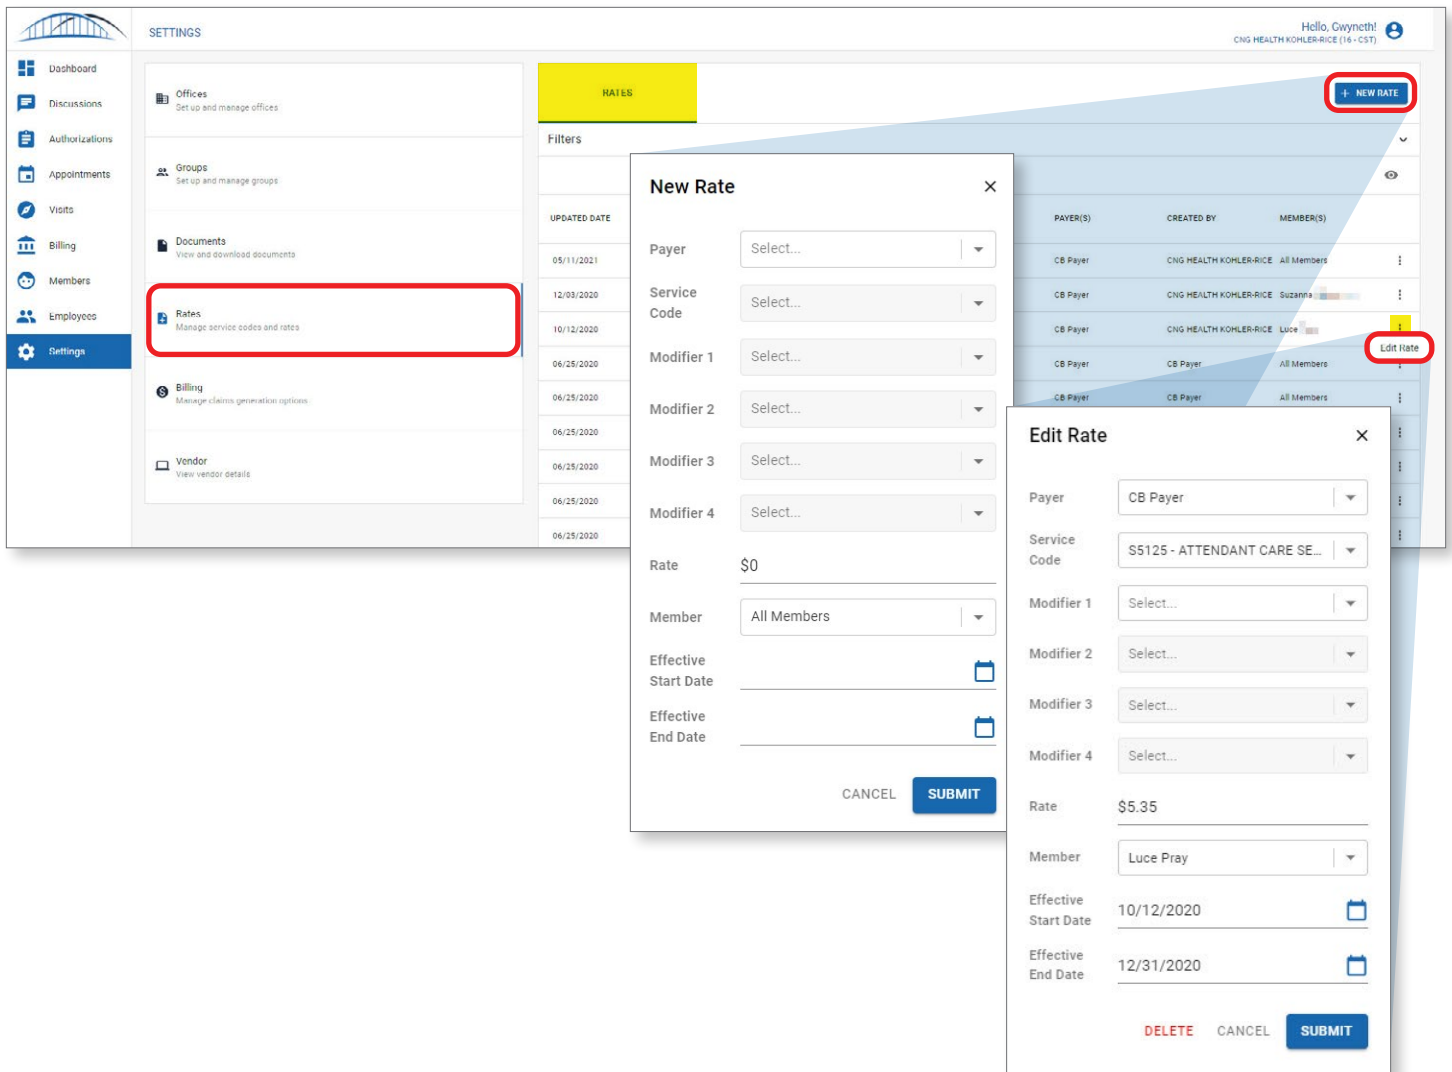 SETTINGS
Hello, Gwyneth!
CNG HEALTH KOHLER-RICE (16 - CST)
Dashboard
Discussions
Authorizations
Appointments
Visits
Billing
Members
Employees
Settings
Offices
Set up and manage offices
Groups
Set up and manage groups
Documents
View and download documents
Rates
Manage service codes and rates
Billing
Manage claims generation options
Vendor
View vendor details
RATES
+ NEW RATE
Filters
UPDATED DATE PAYER(S) CREATED BY MEMBER(S)
05/11/2021 CB Payer CNG HEALTH KOHLER-RICE All Members
12/03/2020 CB Payer CNG HEALTH KOHLER-RICE Suzanna
10/12/2020 CB Payer CNG HEALTH KOHLER-RICE Luce
Edit Rate
06/25/2020 CB Payer CB Payer All Members
06/25/2020 CB Payer CB Payer All Members
06/25/2020
06/25/2020
06/25/2020
06/25/2020
New Rate
Payer Select...
Service
Code
Select...
Modifier 1 Select...
Modifier 2 Select...
Modifier 3 Select...
Modifier 4 Select...
Rate $0
Member All Members
Effective
Start Date
Effective
End Date
CANCEL SUBMIT
Edit Rate
Payer CB Payer
Service
Code
S5125 - ATTENDANT CARE SE...
Modifier 1 Select...
Modifier 2 Select...
Modifier 3 Select...
Modifier 4 Select...
Rate $5.35
Member Luce Pray
Effective
Start Date
10/12/2020
Effective
End Date
12/31/2020
DELETE CANCEL SUBMIT